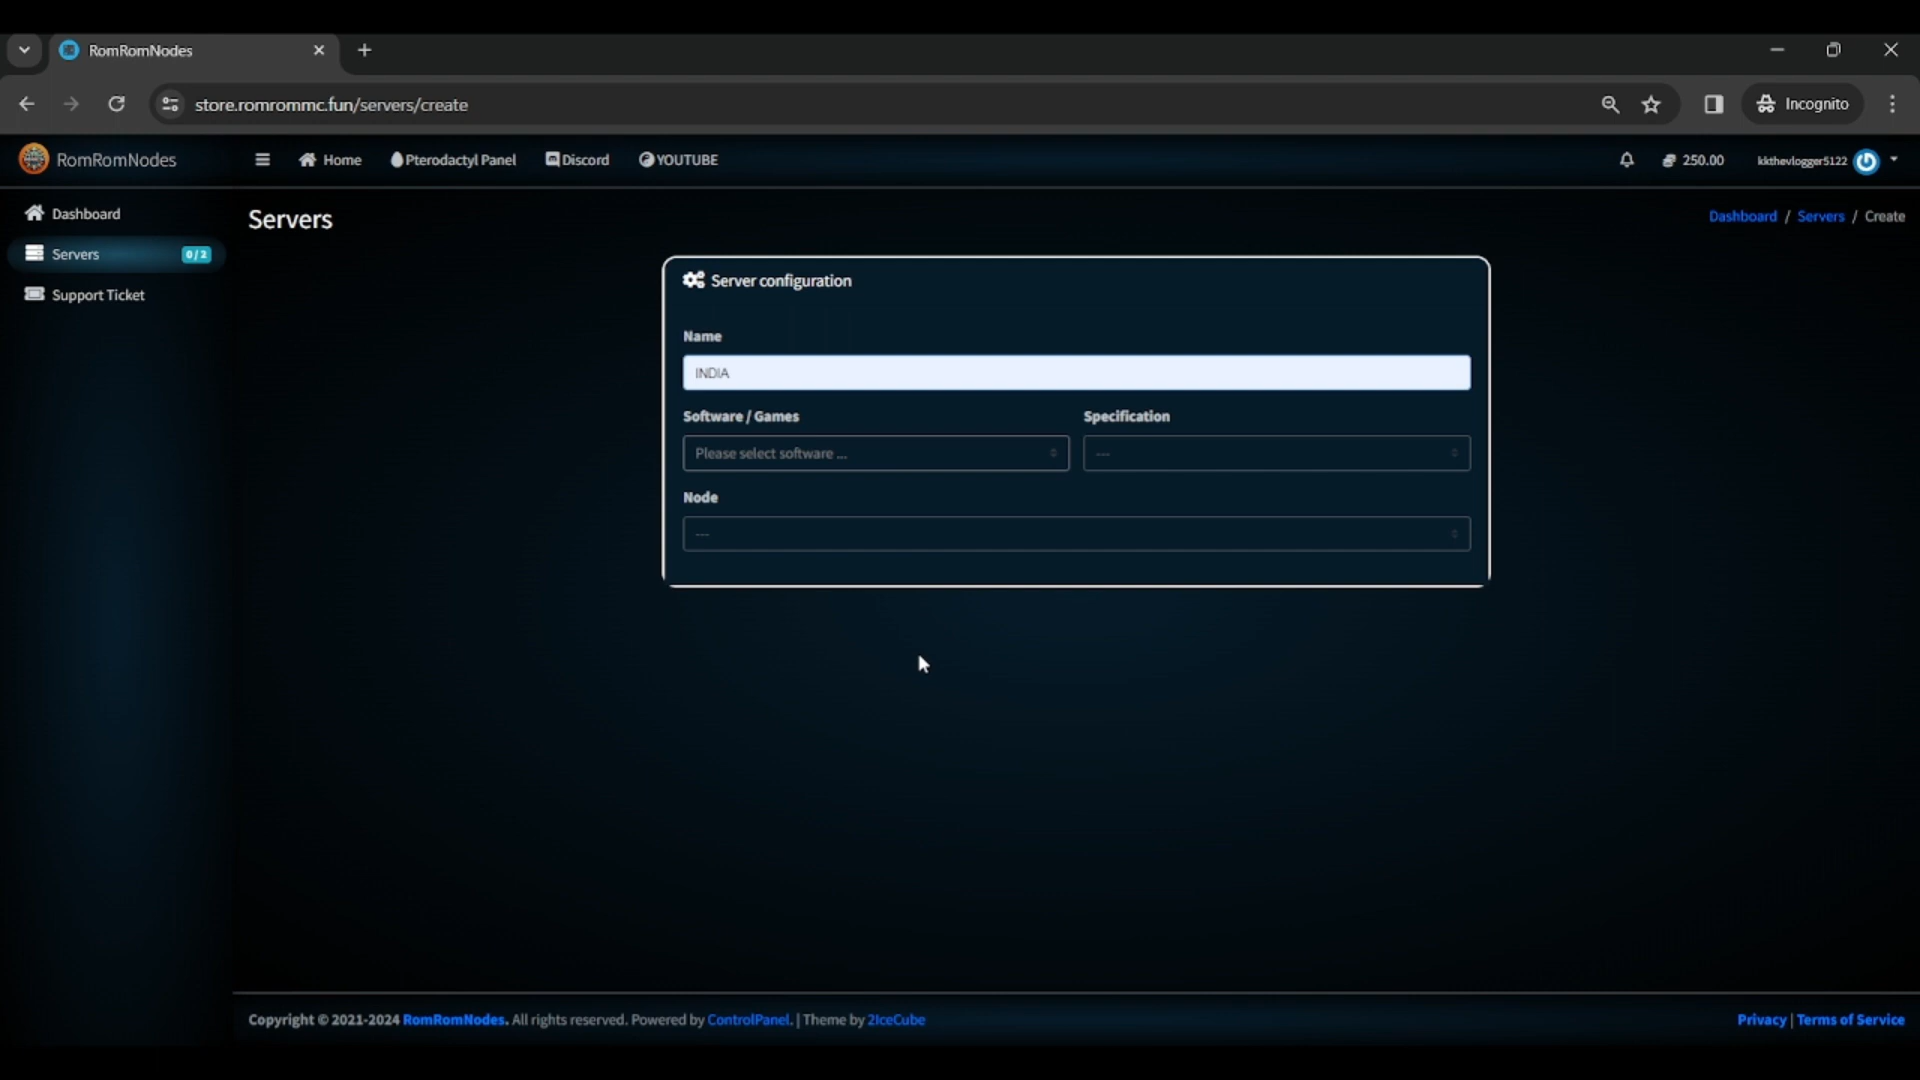 RomRomNodes
store.romrommc.fun/servers/create
Incognito
RomRomNodes
Home
Pterodactyl Panel
Discord
YOUTUBE
250.00
kkthevlogger5122
Dashboard
Servers
0/2
Support Ticket
Servers
Dashboard / Servers / Create
Server configuration
Name
INDIA
Software / Games
Specification
Please select software ...
---
Node
---
Copyright © 2021-2024 RomRomNodes. All rights reserved. Powered by ControlPanel. | Theme by 2IceCube
Privacy | Terms of Service